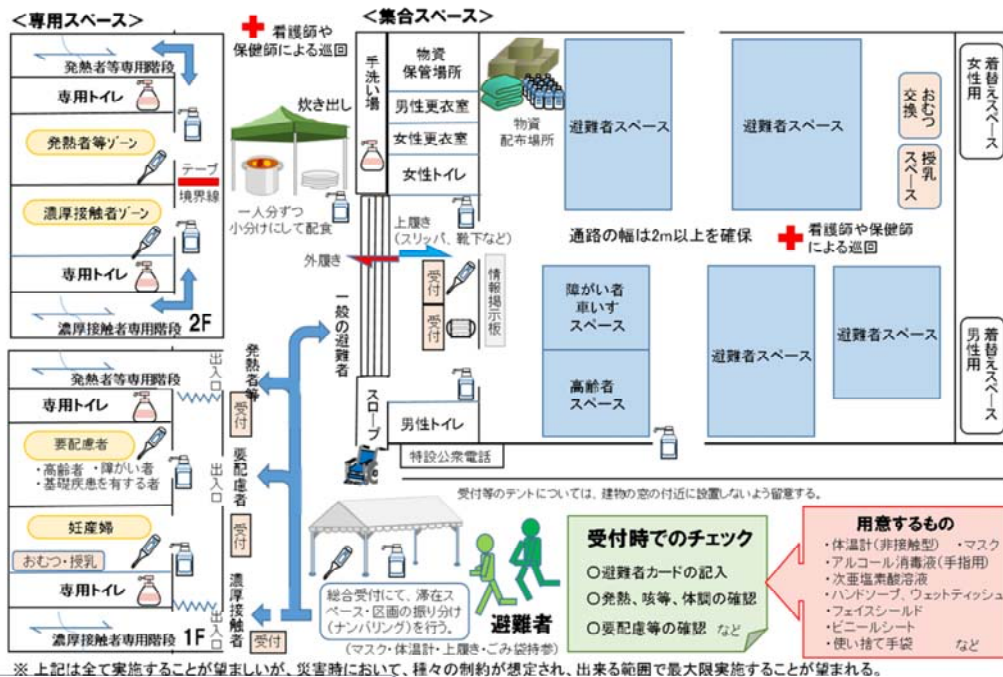 ＜専用スペース＞
発熱者等専用階段
専用トイレ
発熱者等ゾーン
テープ
境界線
濃厚接触者ゾーン
専用トイレ
濃厚接触者専用階段
2F
看護師や
保健師による巡回
炊き出し
一人分ずつ
小分けにして配食
＜集合スペース＞
手洗い場
物資
保管場所
男性更衣室
女性更衣室
女性トイレ
物資
配布場所
避難者スペース
避難者スペース
おむつ
交換
授乳
スペース
着替えスペース
女性用
上履き
(スリッパ、靴下など)
外履き
通路の幅は2m以上を確保
看護師や保健師
による巡回
受付
受付
情報掲示板
障がい者
車いす
スペース
高齢者
スペース
避難者スペース
避難者スペース
着替えスペース
男性用
一般の避難者
スロープ
男性トイレ
特設公衆電話
発熱者等専用階段
出入口
専用トイレ
発熱者等
受付
要配慮者
・高齢者 ・障がい者
・基礎疾患を有する者
出入口
要配慮者
受付
妊産婦
おむつ・授乳
専用トイレ
出入口
濃厚接触者
受付
濃厚接触者専用階段
1F
受付等のテントについては、建物の窓の付近に設置しないよう留意する。
総合受付にて、滞在
スペース・区画の振り分け
(ナンバリング)を行う。
避難者
(マスク・体温計・上履き・ごみ袋持参)
受付時でのチェック
○避難者カードの記入
○発熱、咳等、体調の確認
○要配慮等の確認 など
用意するもの
・体温計(非接触型) ・マスク
・アルコール消毒液(手指用)
・次亜塩素酸溶液
・ハンドソープ、ウェットティッシュ
・フェイスシールド
・ビニールシート
・使い捨て手袋 など
※ 上記は全て実施することが望ましいが、災害時において、種々の制約が想定され、出来る範囲で最大限実施することが望まれる。